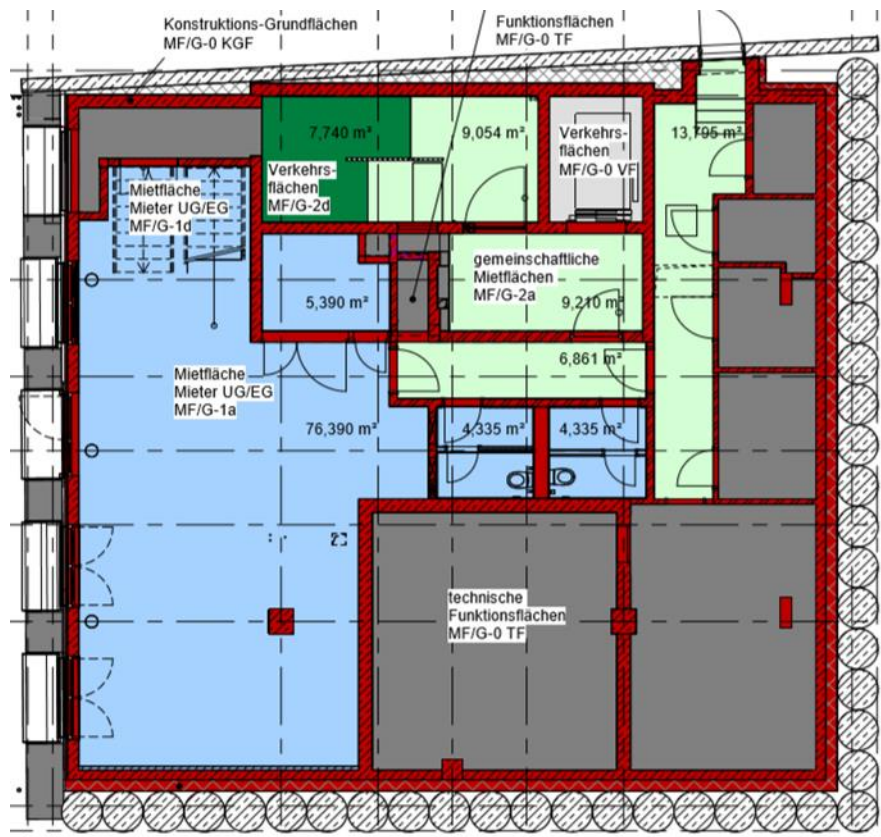 Konstruktions-Grundflächen
MF/G-0 KGF
Funktionsflächen
MF/G-0 TF
7,740 m²
9,054 m²
Verkehrs-
flächen
MF/G-0 VF
13,795 m²
Verkehrs-
flächen
MF/G-2d
Mietfläche
Mieter UG/EG
MF/G-1d
gemeinschaftliche
Mietflächen
MF/G-2a
5,390 m²
9,210 m²
6,861 m²
Mietfläche
Mieter UG/EG
MF/G-1a
76,390 m²
4,335 m²
4,335 m²
technische
Funktionsflächen
MF/G-0 TF